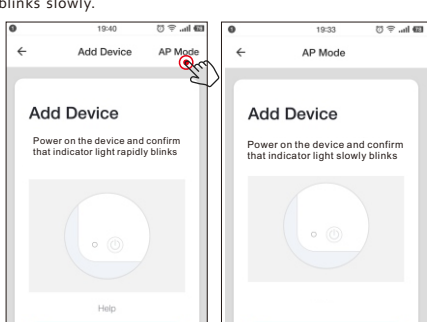 blinks slowly.
19:40
Add Device
AP Mode
Add Device
Power on the device and confirm
that indicator light rapidly blinks
Help
19:33
AP Mode
Add Device
Power on the device and confirm
that indicator light slowly blinks